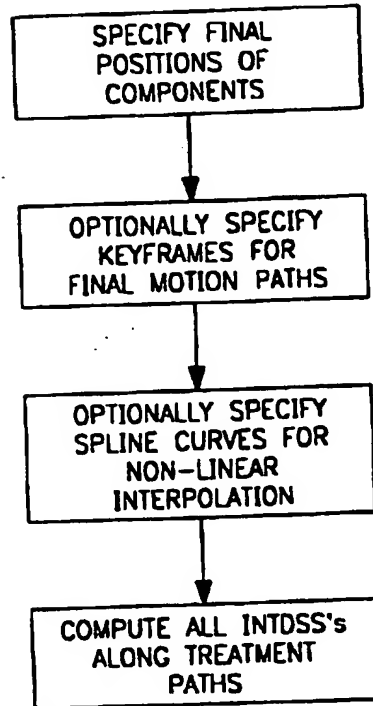 SPECIFY FINAL
POSITIONS OF
COMPONENTS
OPTIONALLY SPECIFY
KEYFRAMES FOR
FINAL MOTION PATHS
OPTIONALLY SPECIFY
SPLINE CURVES FOR
NON-LINEAR
INTERPOLATION
COMPUTE ALL INTDSS's
ALONG TREATMENT
PATHS